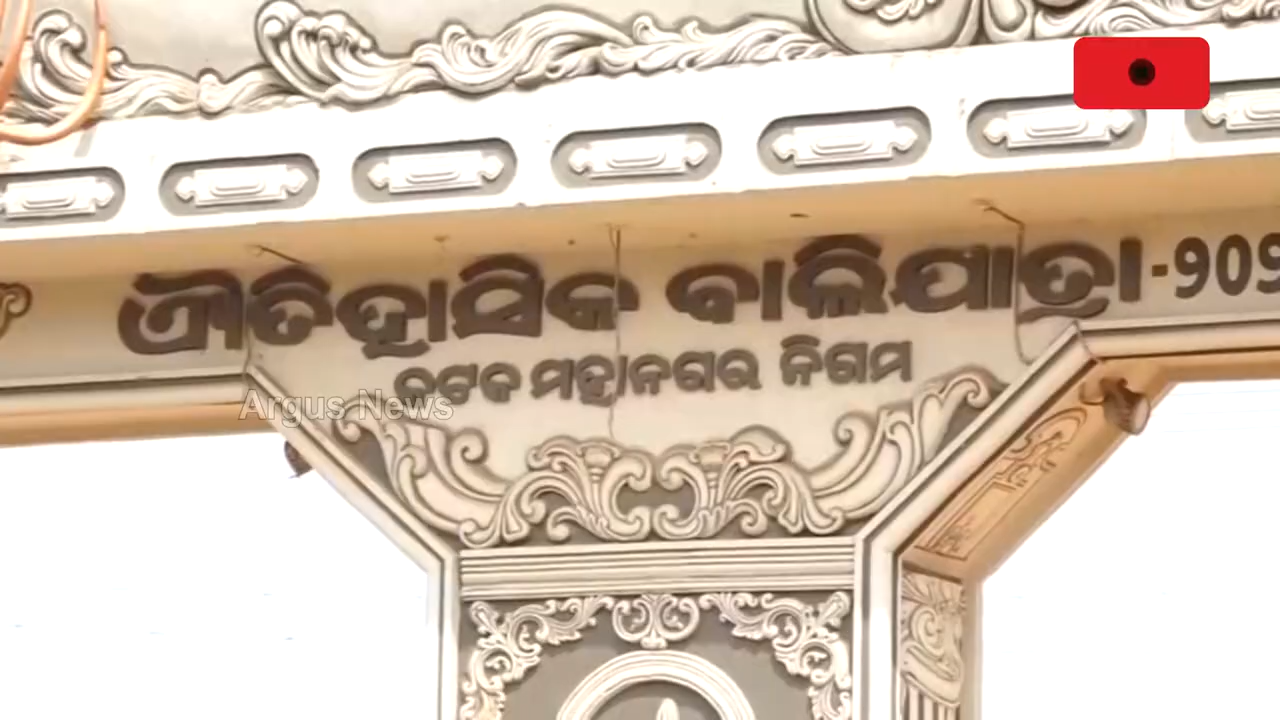 ଐତିହାସିକ ବାଲିଯାତ୍ରା-909
କଟକ ମହାନଗର ନିଗମ
Argus News